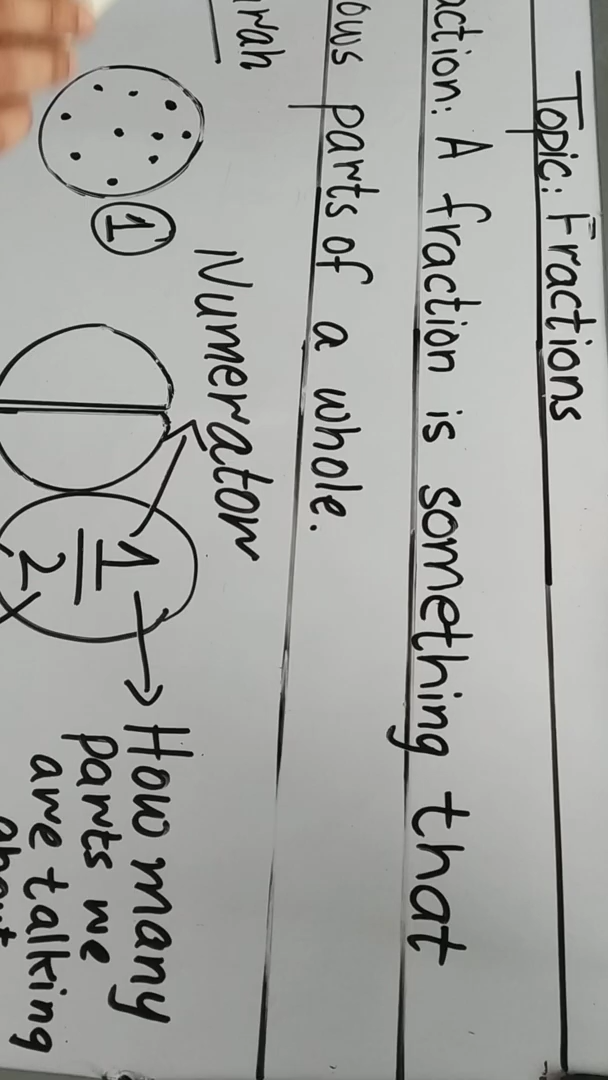 Topic: Fractions
action: A fraction is something that
ous parts of a whole.
Numerator
1
1
2
How many
parts we
are talking